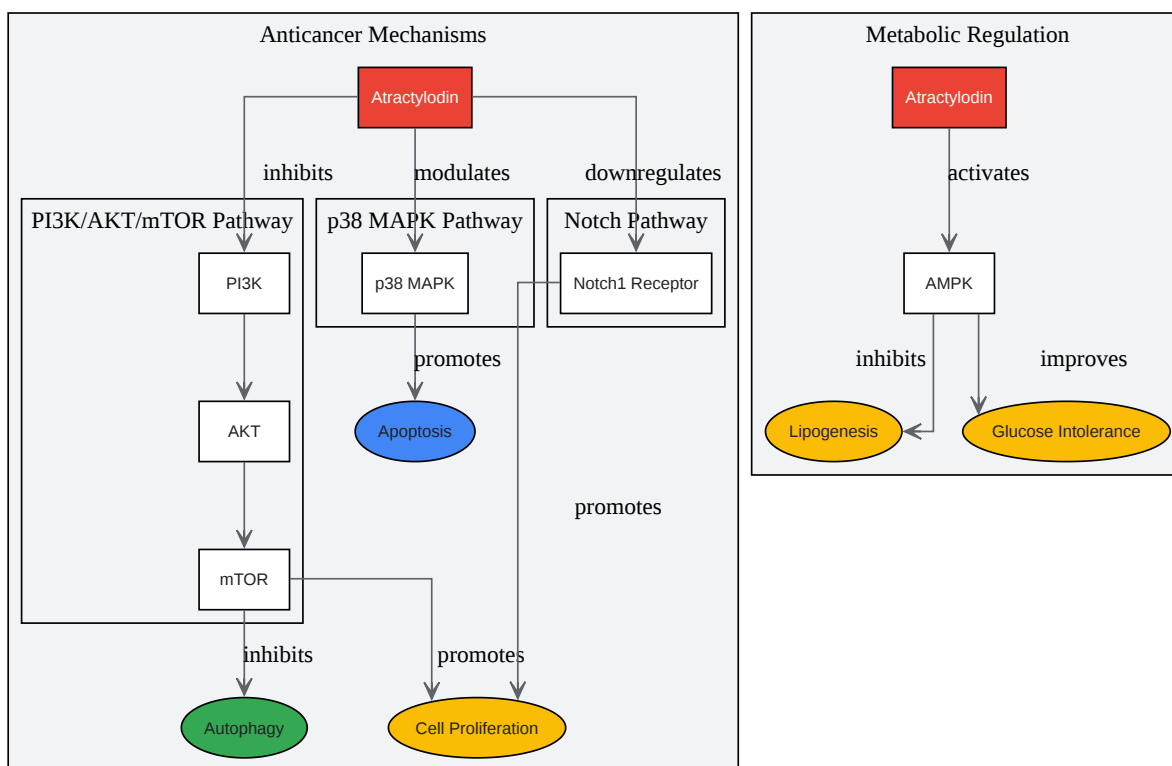 Anticancer Mechanisms
Atractylodin
inhibits
modulates
downregulates
PI3K/AKT/mTOR Pathway
p38 MAPK Pathway
Notch Pathway
PI3K
p38 MAPK
Notch1 Receptor
promotes
AKT
Apoptosis
promotes
mTOR
inhibits
promotes
Autophagy
Cell Proliferation
Metabolic Regulation
Atractylodin
activates
AMPK
inhibits
improves
Lipogenesis
Glucose Intolerance